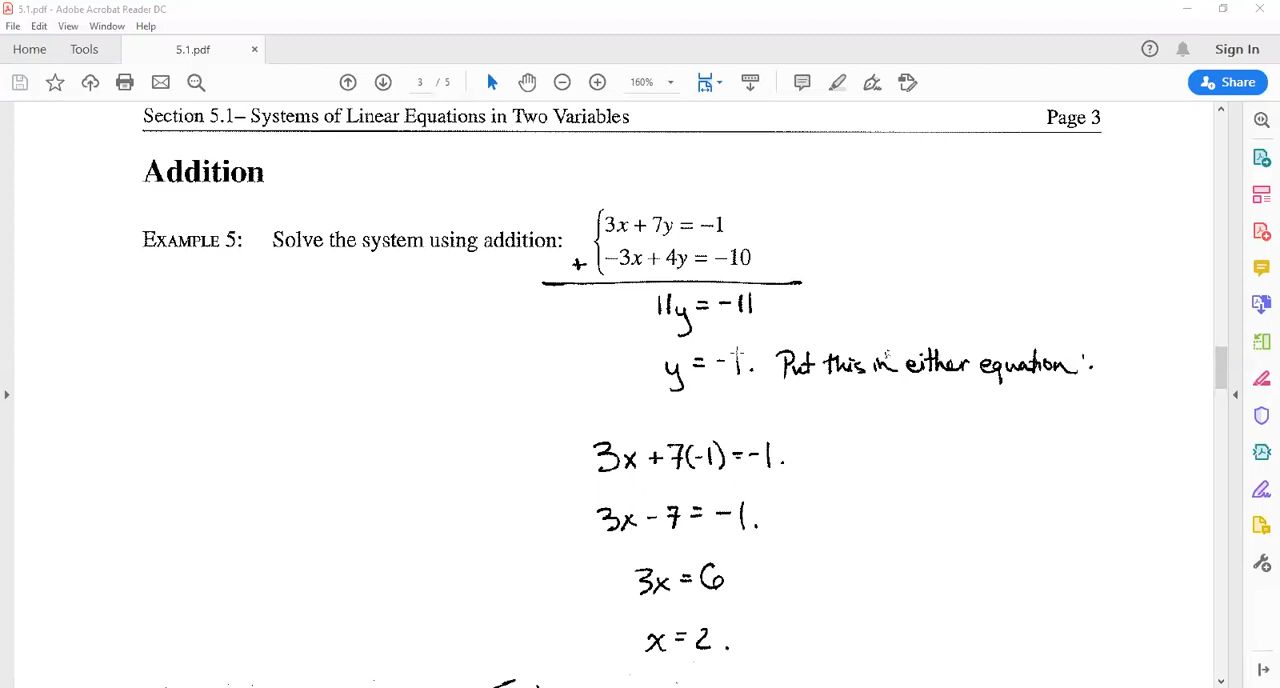 5.1.pdf - Adobe Acrobat Reader DC
File Edit View Window Help
Home Tools 5.1.pdf × Sign In
3 / 5 160% Share
Section 5.1– Systems of Linear Equations in Two Variables Page 3
Addition
EXAMPLE 5: Solve the system using addition:
3x + 7y = −1
+ −3x + 4y = −10
11y = -11
y = -1. Put this in either equation:
3x + 7(-1) = -1.
3x - 7 = -1.
3x = 6
x = 2.